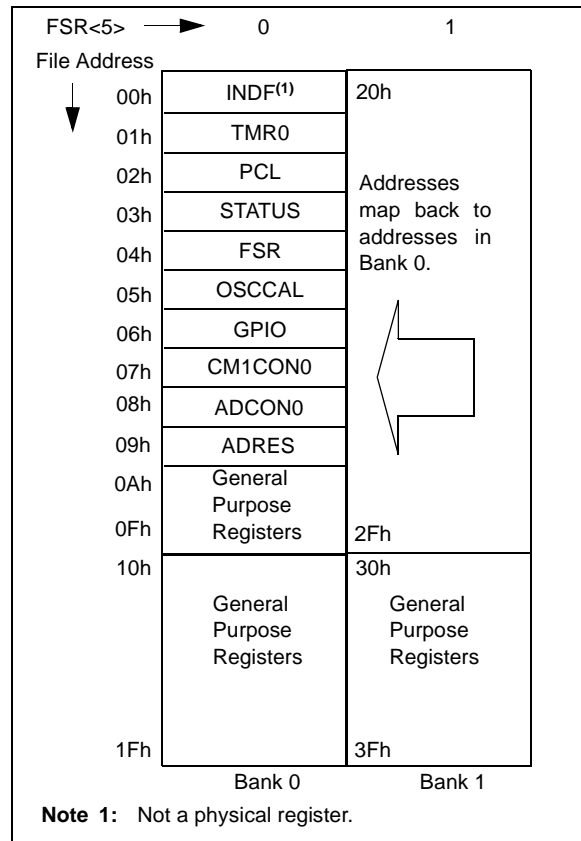 FSR<5> 0 1
File Address
00h INDF(1) 20h
01h TMR0
02h PCL
Addresses
map back to
addresses in
Bank 0.
03h STATUS
04h FSR
05h OSCCAL
06h GPIO
07h CM1CON0
08h ADCON0
09h ADRES
0Ah General
Purpose
Registers
0Fh 2Fh
10h 30h
General
Purpose
Registers
General
Purpose
Registers
1Fh 3Fh
Bank 0 Bank 1
Note 1: Not a physical register.